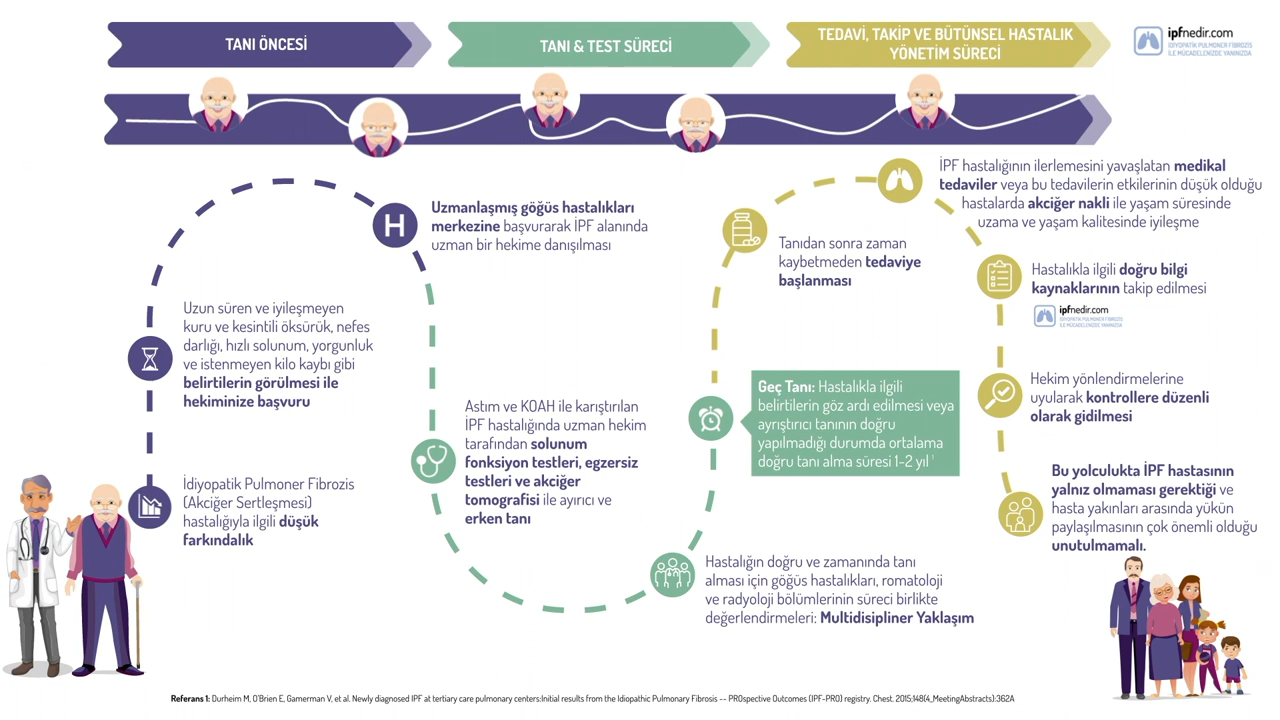 TANI ÖNCESİ
TANI & TEST SÜRECİ
TEDAVİ, TAKİP VE BÜTÜNSEL HASTALIK
YÖNETİM SÜRECİ
ipfnedir.com
İDİYOPATİK PULMONER FİBROZİS
İLE MÜCADELENİZDE YANINIZDA
İdiyopatik Pulmoner Fibrozis
(Akciğer Sertleşmesi)
hastalığıyla ilgili düşük
farkındalık
Uzun süren ve iyileşmeyen
kuru ve kesintili öksürük, nefes
darlığı, hızlı solunum, yorgunluk
ve istenmeyen kilo kaybı gibi
belirtilerin görülmesi ile
hekiminize başvuru
H
Uzmanlaşmış göğüs hastalıkları
merkezine başvurarak İPF alanında
uzman bir hekime danışılması
Astım ve KOAH ile karıştırılan
İPF hastalığında uzman hekim
tarafından solunum
fonksiyon testleri, egzersiz
testleri ve akciğer
tomografisi ile ayırıcı ve
erken tanı
Hastalığın doğru ve zamanında tanı
alması için göğüs hastalıkları, romatoloji
ve radyoloji bölümlerinin süreci birlikte
değerlendirmeleri: Multidisipliner Yaklaşım
Geç Tanı: Hastalıkla ilgili
belirtilerin göz ardı edilmesi veya
ayrıştırıcı tanının doğru
yapılmadığı durumda ortalama
doğru tanı alma süresi 1-2 yıl ¹
Tanıdan sonra zaman
kaybetmeden tedaviye
başlanması
İPF hastalığının ilerlemesini yavaşlatan medikal
tedaviler veya bu tedavilerin etkilerinin düşük olduğu
hastalarda akciğer nakli ile yaşam süresinde
uzama ve yaşam kalitesinde iyileşme
Hastalıkla ilgili doğru bilgi
kaynaklarının takip edilmesi
ipfnedir.com
İDİYOPATİK PULMONER FİBROZİS
İLE MÜCADELENİZDE YANINIZDA
Hekim yönlendirmelerine
uyularak kontrollere düzenli
olarak gidilmesi
Bu yolculukta İPF hastasının
yalnız olmaması gerektiği ve
hasta yakınları arasında yükün
paylaşılmasının çok önemli olduğu
unutulmamalı.
Referans 1: Durheim M, O'Brien E, Gamerman V, et al. Newly diagnosed IPF at tertiary care pulmonary centers:Initial results from the Idiopathic Pulmonary Fibrosis -- PROspective Outcomes (IPF-PRO) registry. Chest. 2015;148(4_MeetingAbstracts):362A